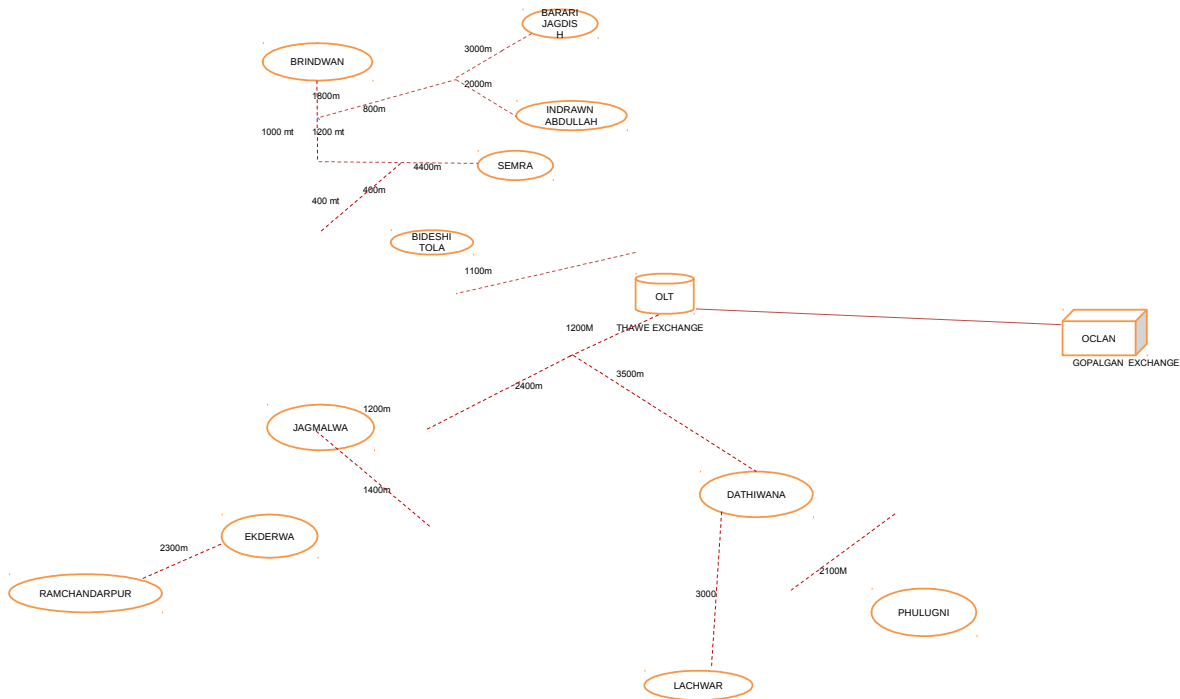 BARARI
JAGDIS
H
3000m
BRINDWAN
2000m
1800m
800m
INDRAWN
ABDULLAH
1000 mt
1200 mt
4400m
SEMRA
400m
400 mt
BIDESHI
TOLA
1100m
OLT
1200M
THAWE EXCHANGE
OCLAN
GOPALGAN EXCHANGE
3500m
2400m
1200m
JAGMALWA
1400m
DATHIWANA
EKDERWA
2300m
2100M
RAMCHANDARPUR
3000
PHULUGNI
LACHWAR